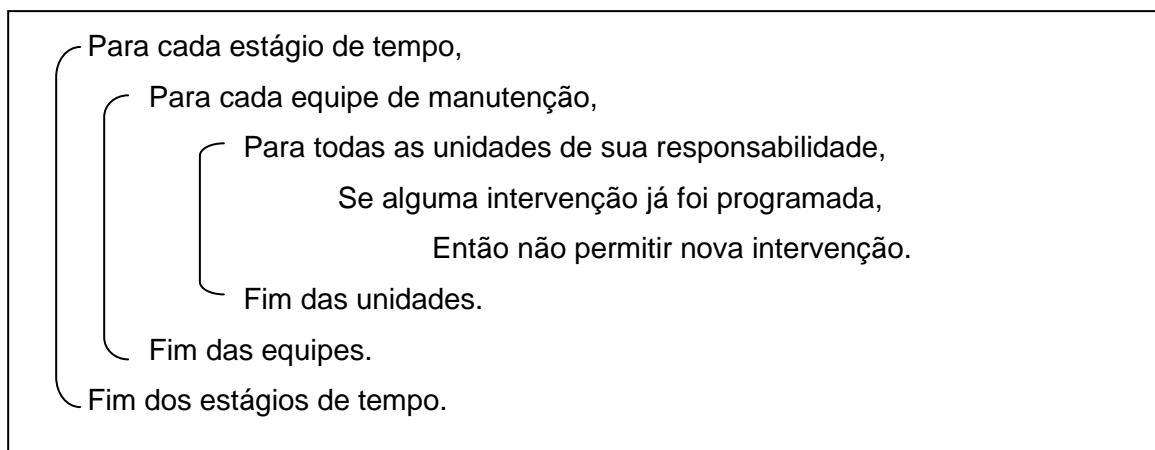 Para cada estágio de tempo,
Para cada equipe de manutenção,
Para todas as unidades de sua responsabilidade,
Se alguma intervenção já foi programada,
Então não permitir nova intervenção.
Fim das unidades.
Fim das equipes.
Fim dos estágios de tempo.